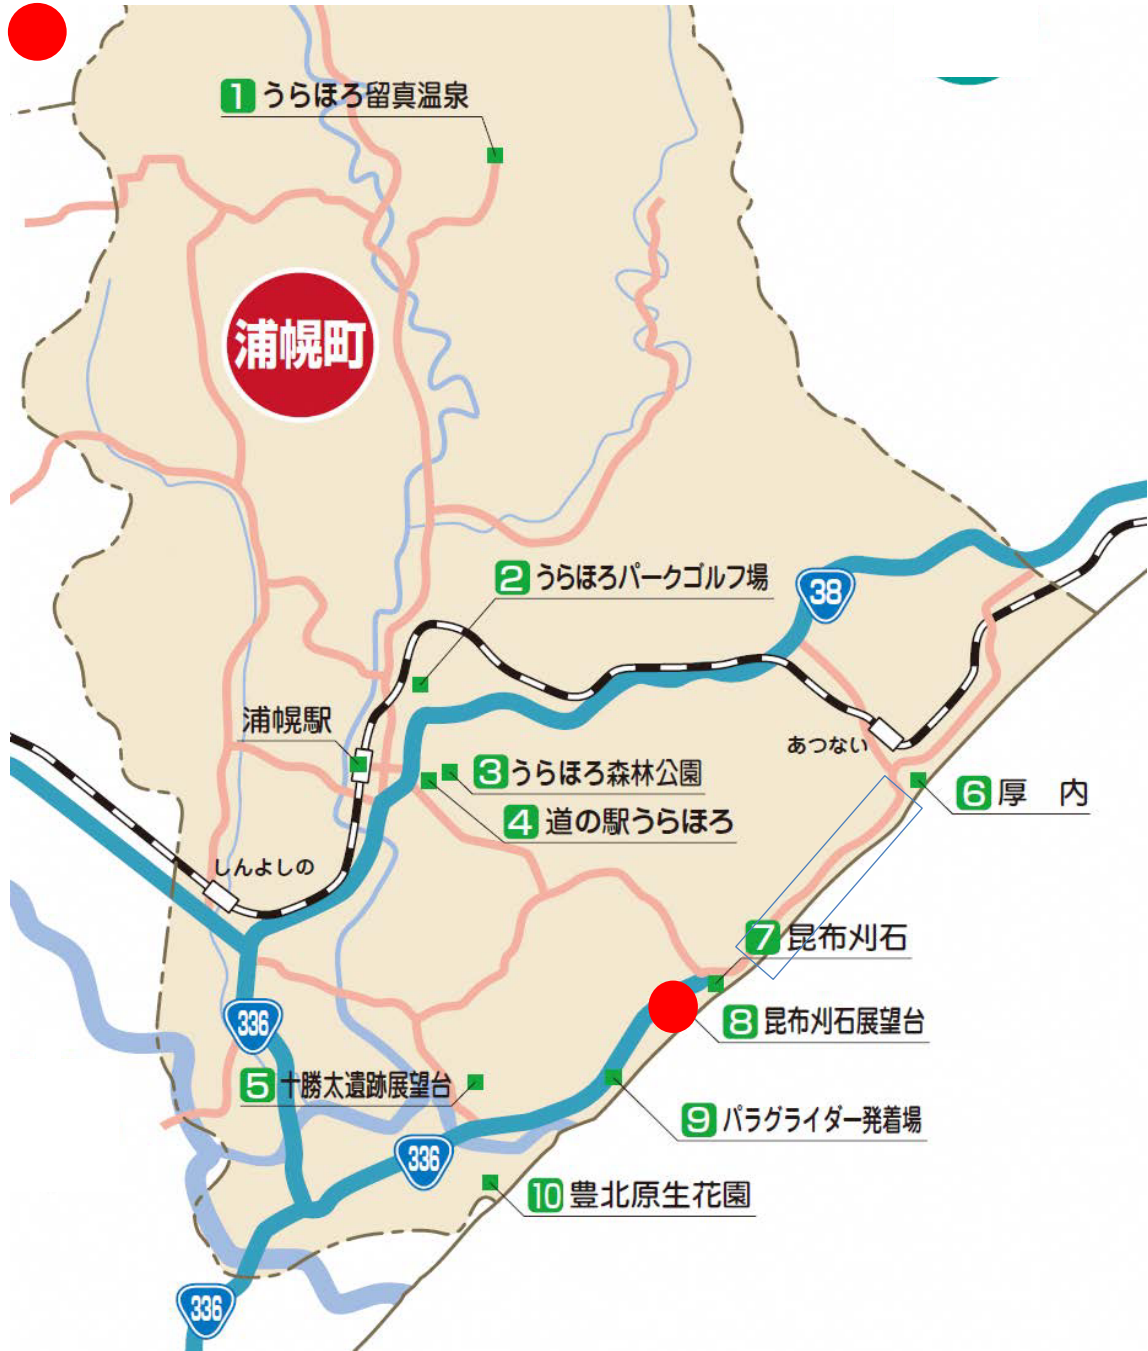 1 うらほろ留真温泉
浦幌町
38
2 うらほろパークゴルフ場
浦幌駅
あつない
3 うらほろ森林公園
6 厚 内
4 道の駅うらほろ
しんよしの
7 昆布刈石
336
8 昆布刈石展望台
5 十勝太遺跡展望台
9 パラグライダー発着場
336
10 豊北原生花園
336